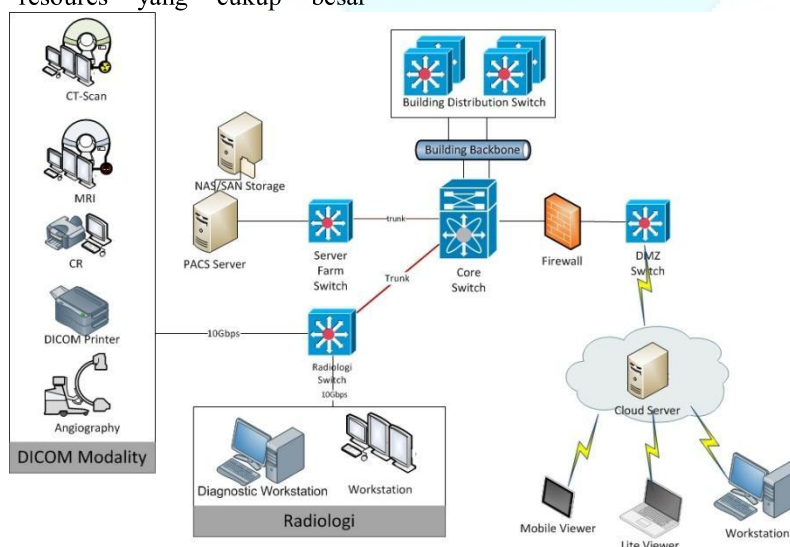 resoures yang cukup besar
CT-Scan
MRI
CR
DICOM Printer
Angiography
DICOM Modality
NAS/SAN Storage
PACS Server
Server
Farm
Switch
trunk
Trunk
Building Distribution Switch
Building Backbone
Core
Switch
Firewall
DMZ
Switch
10Gbps
Radiologi
Switch
10Gbps
Diagnostic Workstation
Workstation
Radiologi
Cloud Server
Mobile Viewer
Lite Viewer
Workstation